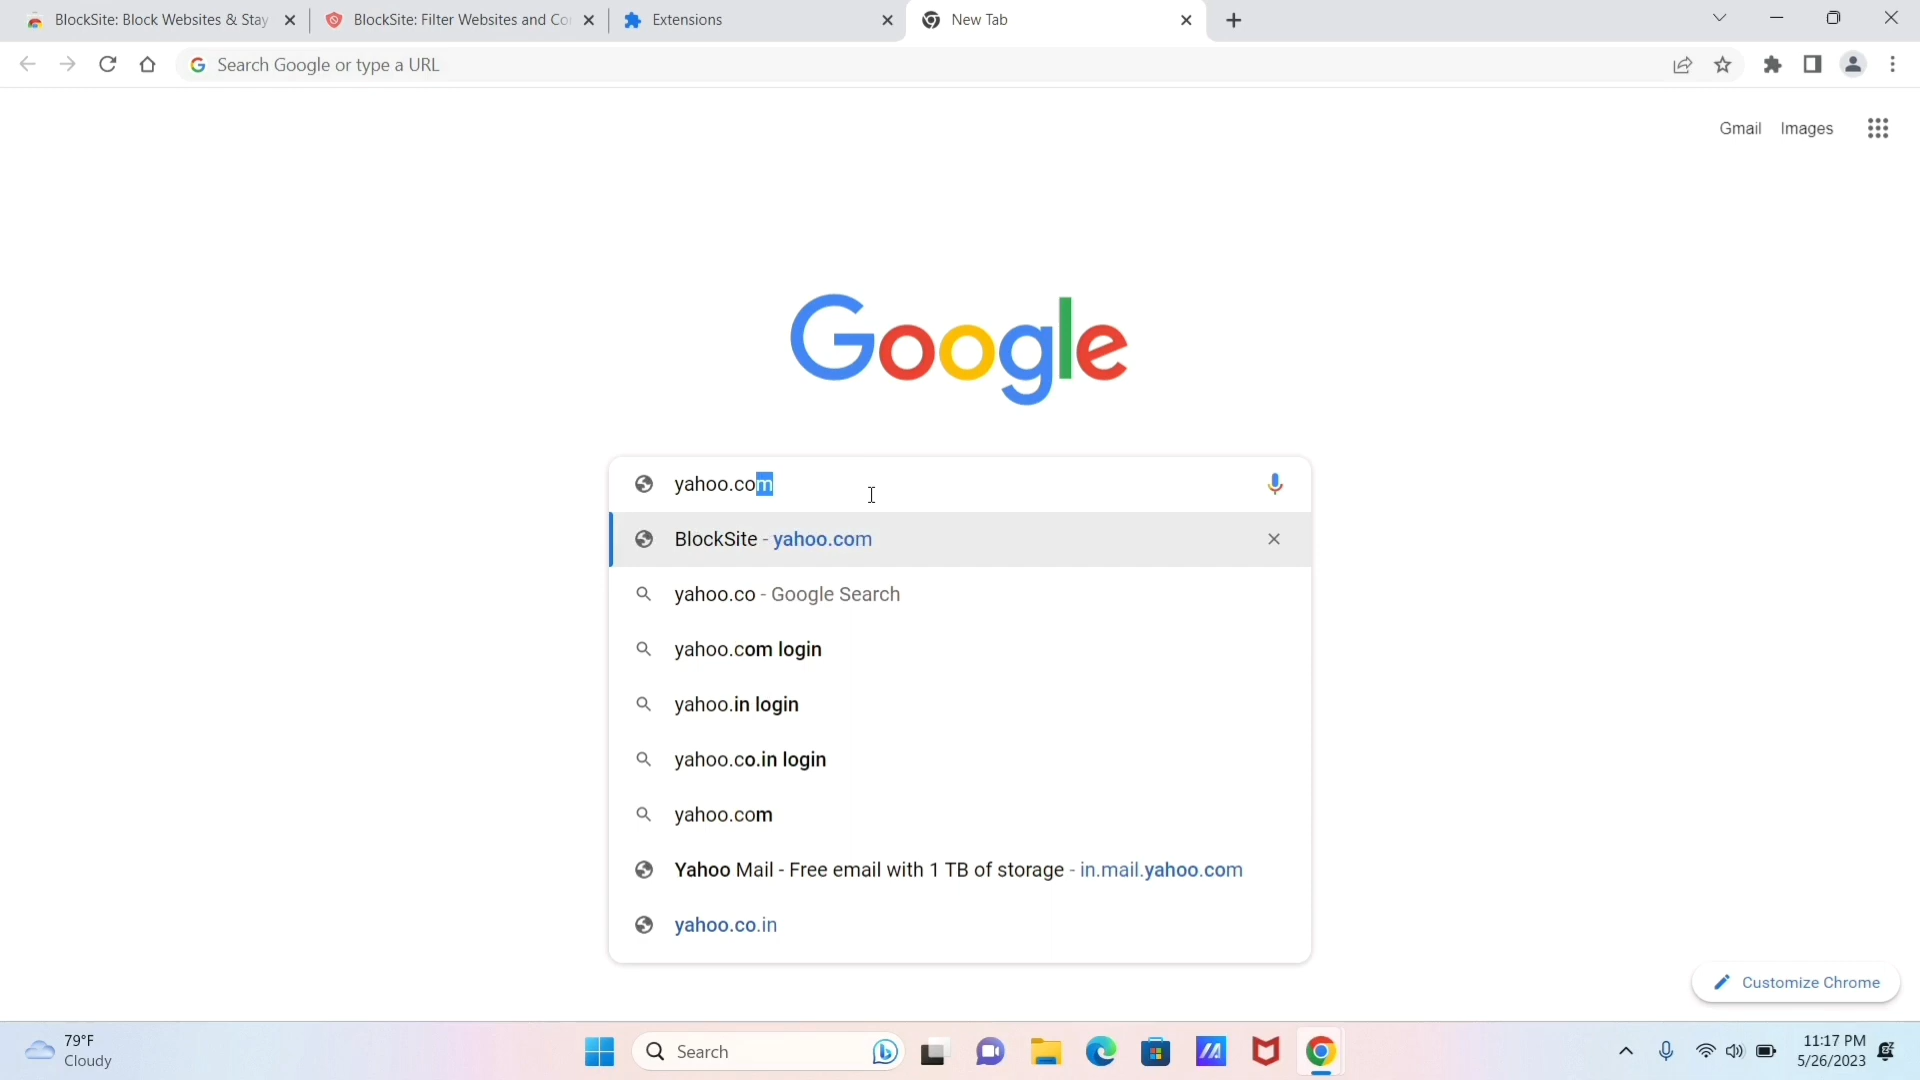 BlockSite: Block Websites & Stay
BlockSite: Filter Websites and Co
Extensions
New Tab
Search Google or type a URL
Gmail
Images
Google
yahoo.com
BlockSite - yahoo.com
yahoo.co - Google Search
yahoo.com login
yahoo.in login
yahoo.co.in login
yahoo.com
Yahoo Mail - Free email with 1 TB of storage - in.mail.yahoo.com
yahoo.co.in
Customize Chrome
79°F
Cloudy
Search
11:17 PM
5/26/2023